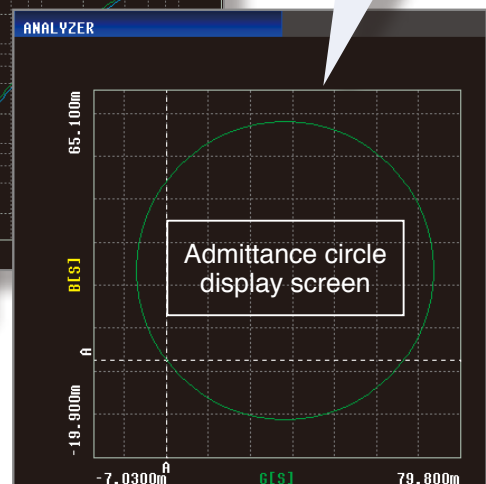 ANALYZER
65.100m
B[S]
A
-19.900m
Admittance circle
display screen
A
-7.0300m
G[S]
79.800m